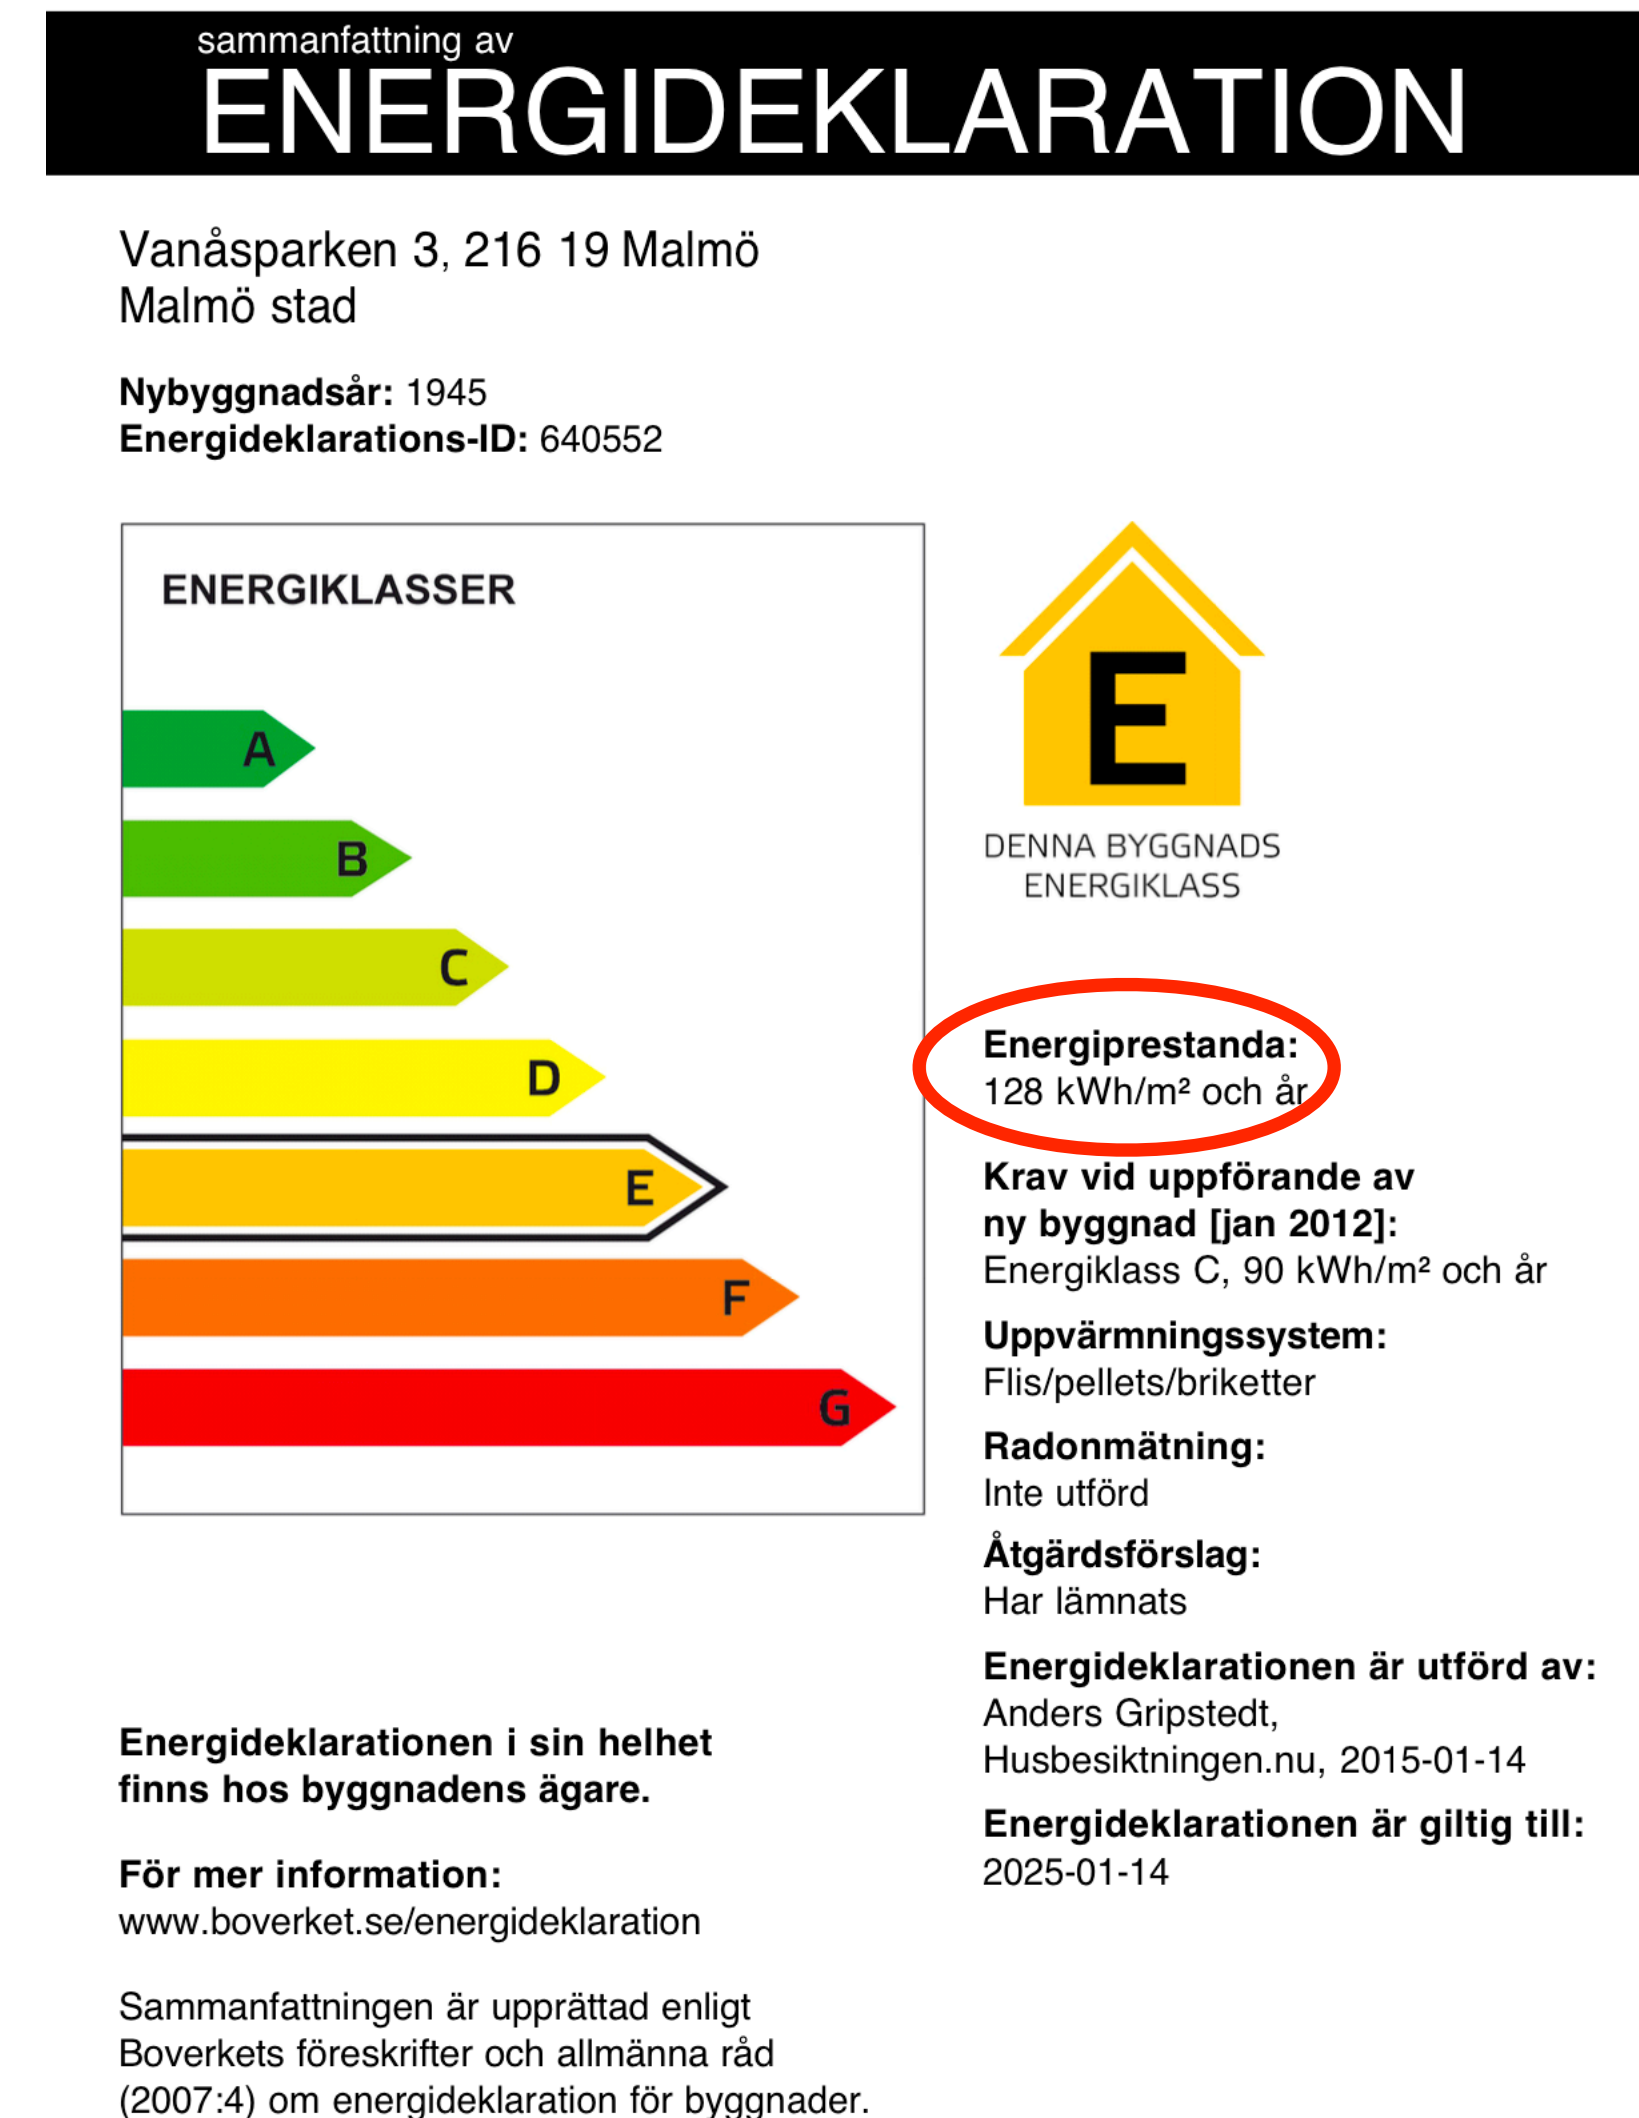 sammanfattning av
ENERGIDEKLARATION
Vanåsparken 3, 216 19 Malmö
Malmö stad
Nybyggnadsår: 1945
Energideklarations-ID: 640552
ENERGIKLASSER
A
B
C
D
E
F
G
E
DENNA BYGGNADS
ENERGIKLASS
Energiprestanda:
128 kWh/m² och år
Krav vid uppförande av
ny byggnad [jan 2012]:
Energiklass C, 90 kWh/m² och år
Uppvärmningssystem:
Flis/pellets/briketter
Radonmätning:
Inte utförd
Åtgärdsförslag:
Har lämnats
Energideklarationen är utförd av:
Anders Gripstedt,
Husbesiktningen.nu, 2015-01-14
Energideklarationen är giltig till:
2025-01-14
Energideklarationen i sin helhet
finns hos byggnadens ägare.
För mer information:
www.boverket.se/energideklaration
Sammanfattningen är upprättad enligt
Boverkets föreskrifter och allmänna råd
(2007:4) om energideklaration för byggnader.